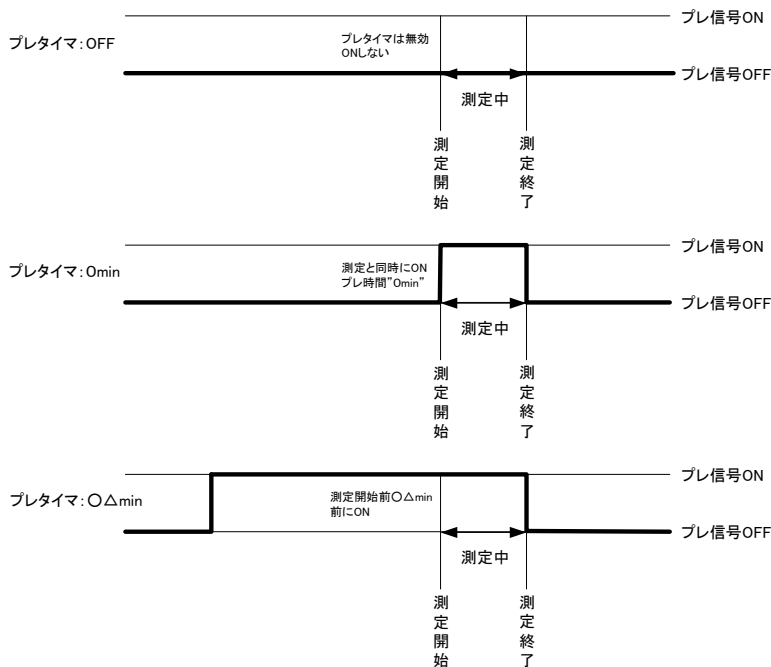 プレ信号ON
プレタイマ：OFF
プレタイマは無効
ONしない
プレ信号OFF
測定中
測定開始
測定終了
プレ信号ON
プレタイマ：0min
測定と同時にON
プレ時間”0min”
プレ信号OFF
測定中
測定開始
測定終了
プレ信号ON
プレタイマ：○△min
測定開始前○△min
前にON
プレ信号OFF
測定中
測定開始
測定終了